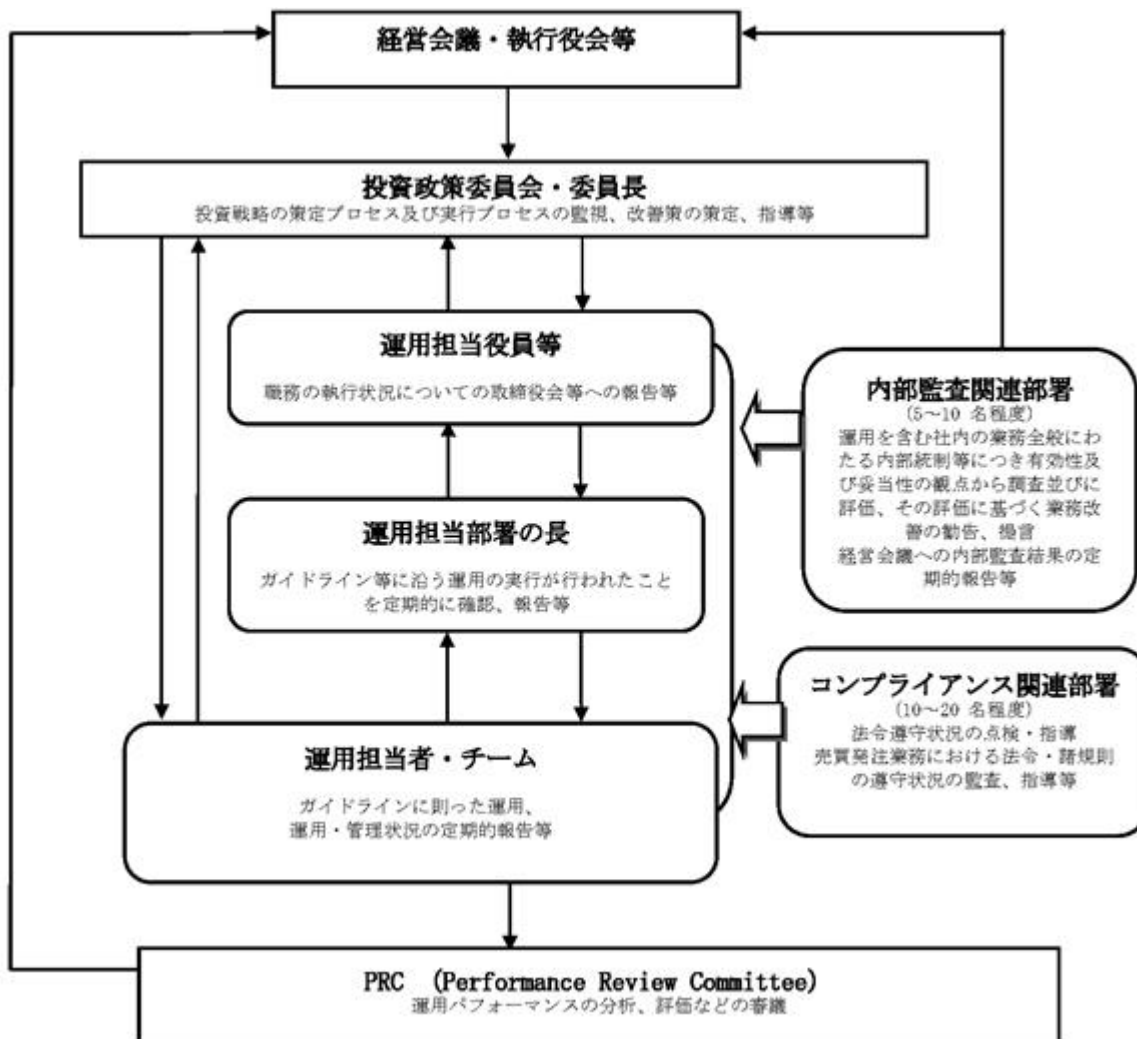 経営会議・執行役会等
投資政策委員会・委員長
投資戦略の策定プロセス及び実行プロセスの監視、改善策の策定、指導等
運用担当役員等
職務の執行状況についての取締役会等への報告等
運用担当部署の長
ガイドライン等に沿う運用の実行が行われたこと
を定期的に確認、報告等
運用担当者・チーム
ガイドラインに則った運用、
運用・管理状況の定期的報告等
内部監査関連部署
(5～10 名程度)
運用を含む社内の業務全般にわ
たる内部統制等につき有効性及
び妥当性の観点から調査並びに
評価、その評価に基づく業務改
善の勧告、提言
経営会議への内部監査結果の定
期的報告等
コンプライアンス関連部署
(10～20 名程度)
法令遵守状況の点検・指導
売買発注業務における法令・諸規則
の遵守状況の監査、指導等
PRC (Performance Review Committee)
運用パフォーマンスの分析、評価などの審議